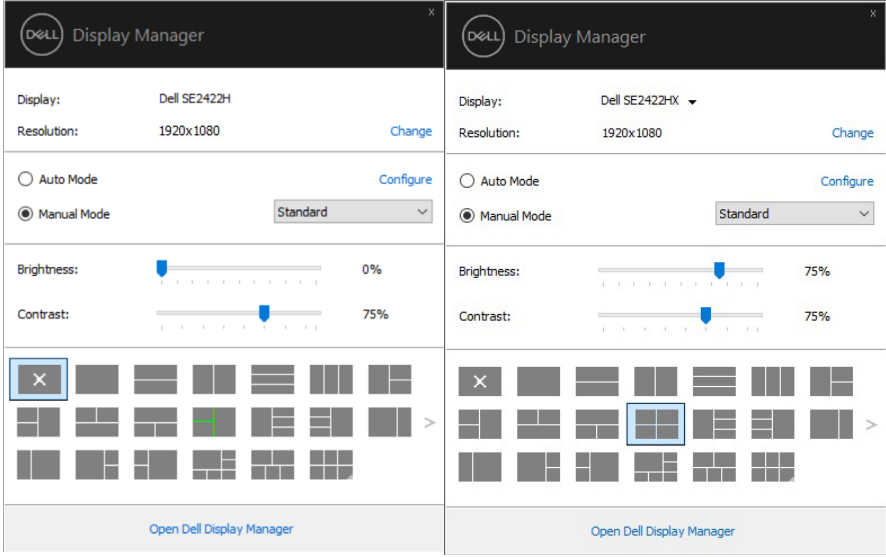 x
DELL Display Manager
Display: Dell SE2422H
Resolution: 1920x1080 Change
Auto Mode Configure
Manual Mode Standard
Brightness: 0%
Contrast: 75%
Open Dell Display Manager
x
DELL Display Manager
Display: Dell SE2422HX
Resolution: 1920x1080 Change
Auto Mode Configure
Manual Mode Standard
Brightness: 75%
Contrast: 75%
Open Dell Display Manager